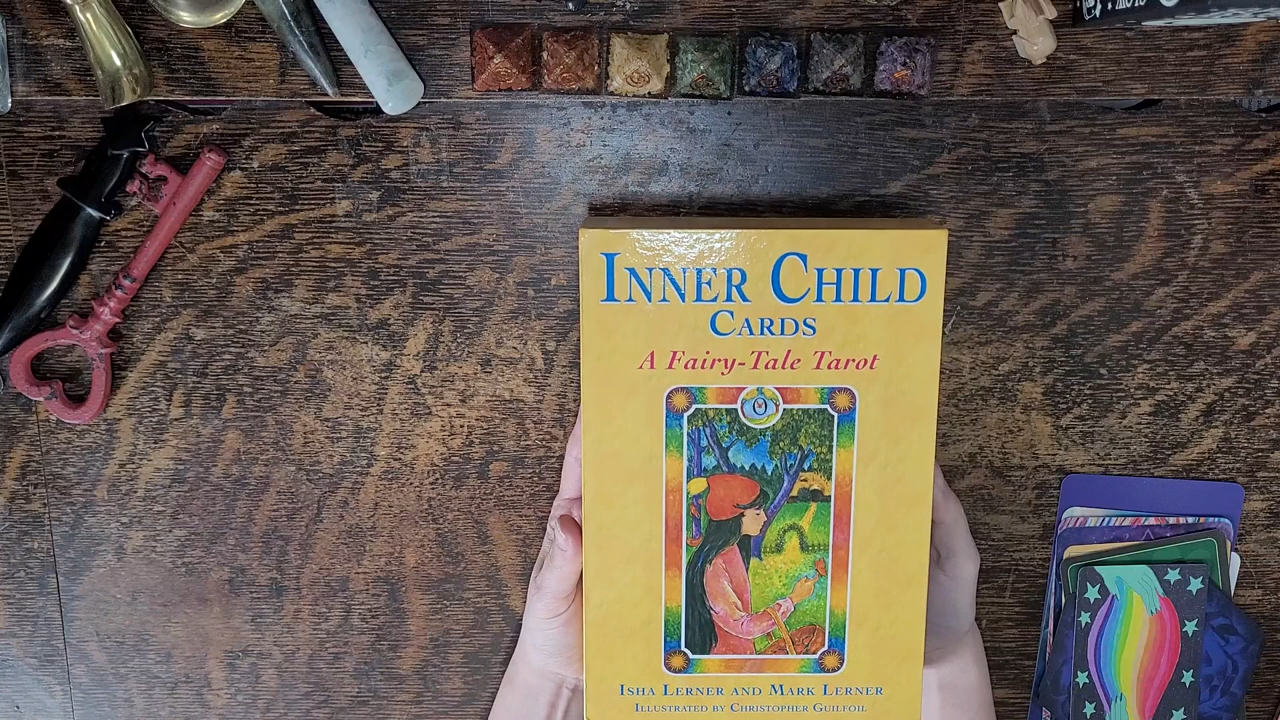 INNER CHILD
CARDS
A Fairy-Tale Tarot
0
ISHA LERNER AND MARK LERNER
ILLUSTRATED BY CHRISTOPHER GUILFOIL